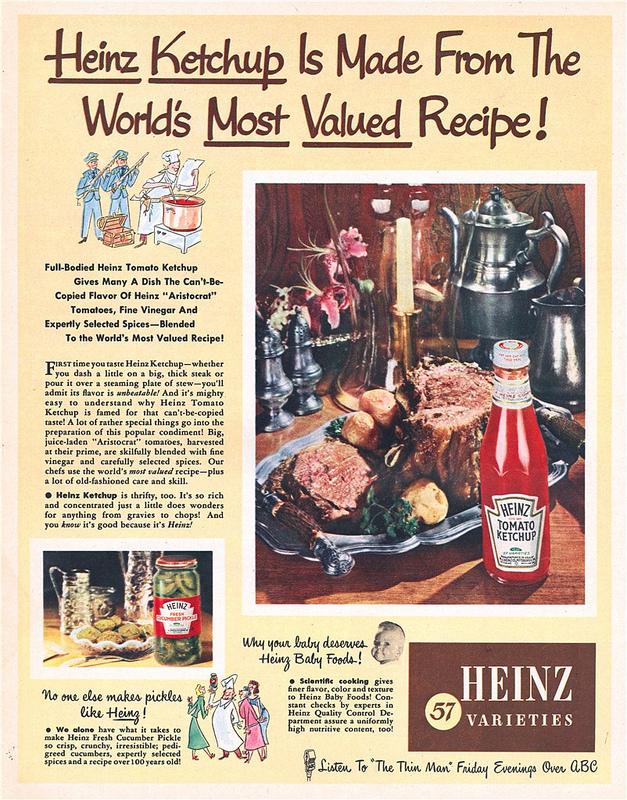 Heinz Ketchup Is Made From The
World's Most Valued Recipe!
Full-Bodied Heinz Tomato Ketchup
Gives Many A Dish The Can't-Be-
Copied Flavor Of Heinz "Aristocrat"
Tomatoes, Fine Vinegar And
Expertly Selected Spices—Blended
To the World's Most Valued Recipe!
FIRST time you taste Heinz Ketchup—whether
you dash a little on a big, thick steak or
pour it over a steaming plate of stew—you'll
admit its flavor is unbeatable! And it's mighty
easy to understand why Heinz Tomato
Ketchup is famed for that can't-be-copied
taste! A lot of rather special things go into the
preparation of this popular condiment! Big,
juice-laden "Aristocrat" tomatoes, harvested
at their prime, are skilfully blended with fine
vinegar and carefully selected spices. Our
chefs use the world's most valued recipe—plus
a lot of old-fashioned care and skill.
● Heinz Ketchup is thrifty, too. It's so rich
and concentrated just a little does wonders
for anything from gravies to chops! And
you know it's good because it's Heinz!
HEINZ
TOMATO
KETCHUP
57 VARIETIES
HEINZ
FRESH
CUCUMBER PICKLE
No one else makes pickles
like Heinz!
● We alone have what it takes to
make Heinz Fresh Cucumber Pickle
so crisp, crunchy, irresistible; pedi-
greed cucumbers, expertly selected
spices and a recipe over 100 years old!
Why your baby deserves
Heinz Baby Foods!
● Scientific cooking gives
finer flavor, color and texture
to Heinz Baby Foods! Con-
stant checks by experts in
Heinz Quality Control De-
partment assure a uniformly
high nutritive content, too!
HEINZ
57 VARIETIES
Listen To "The Thin Man" Friday Evenings Over ABC